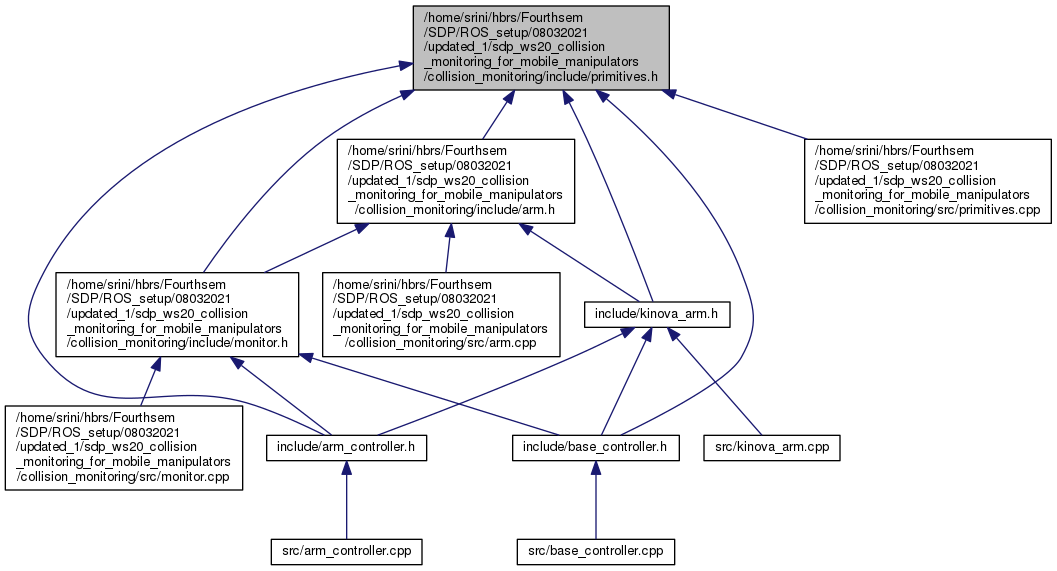 /home/srini/hbrs/Fourthsem
/SDP/ROS_setup/08032021
/updated_1/sdp_ws20_collision
_monitoring_for_mobile_manipulators
/collision_monitoring/include/primitives.h
/home/srini/hbrs/Fourthsem
/SDP/ROS_setup/08032021
/updated_1/sdp_ws20_collision
_monitoring_for_mobile_manipulators
/collision_monitoring/include/arm.h
/home/srini/hbrs/Fourthsem
/SDP/ROS_setup/08032021
/updated_1/sdp_ws20_collision
_monitoring_for_mobile_manipulators
/collision_monitoring/src/primitives.cpp
/home/srini/hbrs/Fourthsem
/SDP/ROS_setup/08032021
/updated_1/sdp_ws20_collision
_monitoring_for_mobile_manipulators
/collision_monitoring/include/monitor.h
/home/srini/hbrs/Fourthsem
/SDP/ROS_setup/08032021
/updated_1/sdp_ws20_collision
_monitoring_for_mobile_manipulators
/collision_monitoring/src/arm.cpp
include/kinova_arm.h
/home/srini/hbrs/Fourthsem
/SDP/ROS_setup/08032021
/updated_1/sdp_ws20_collision
_monitoring_for_mobile_manipulators
/collision_monitoring/src/monitor.cpp
include/arm_controller.h
include/base_controller.h
src/kinova_arm.cpp
src/arm_controller.cpp
src/base_controller.cpp